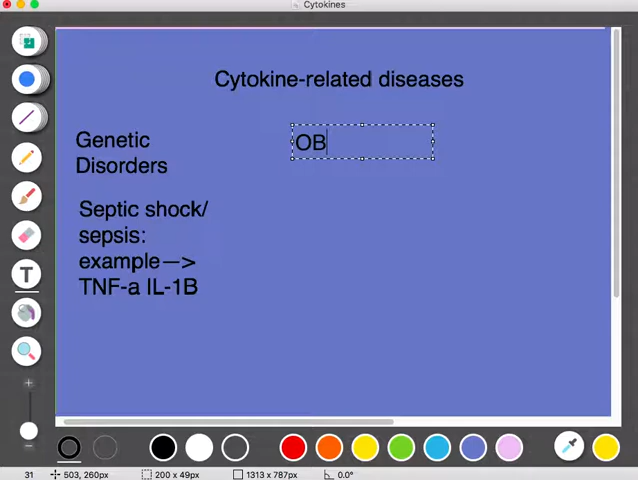 Cytokines
Cytokine-related diseases
Genetic
Disorders
OB
Septic shock/
sepsis:
example—>
TNF-a IL-1B
T
31
503, 260px
200 x 49px
1313 x 787px
0.0°